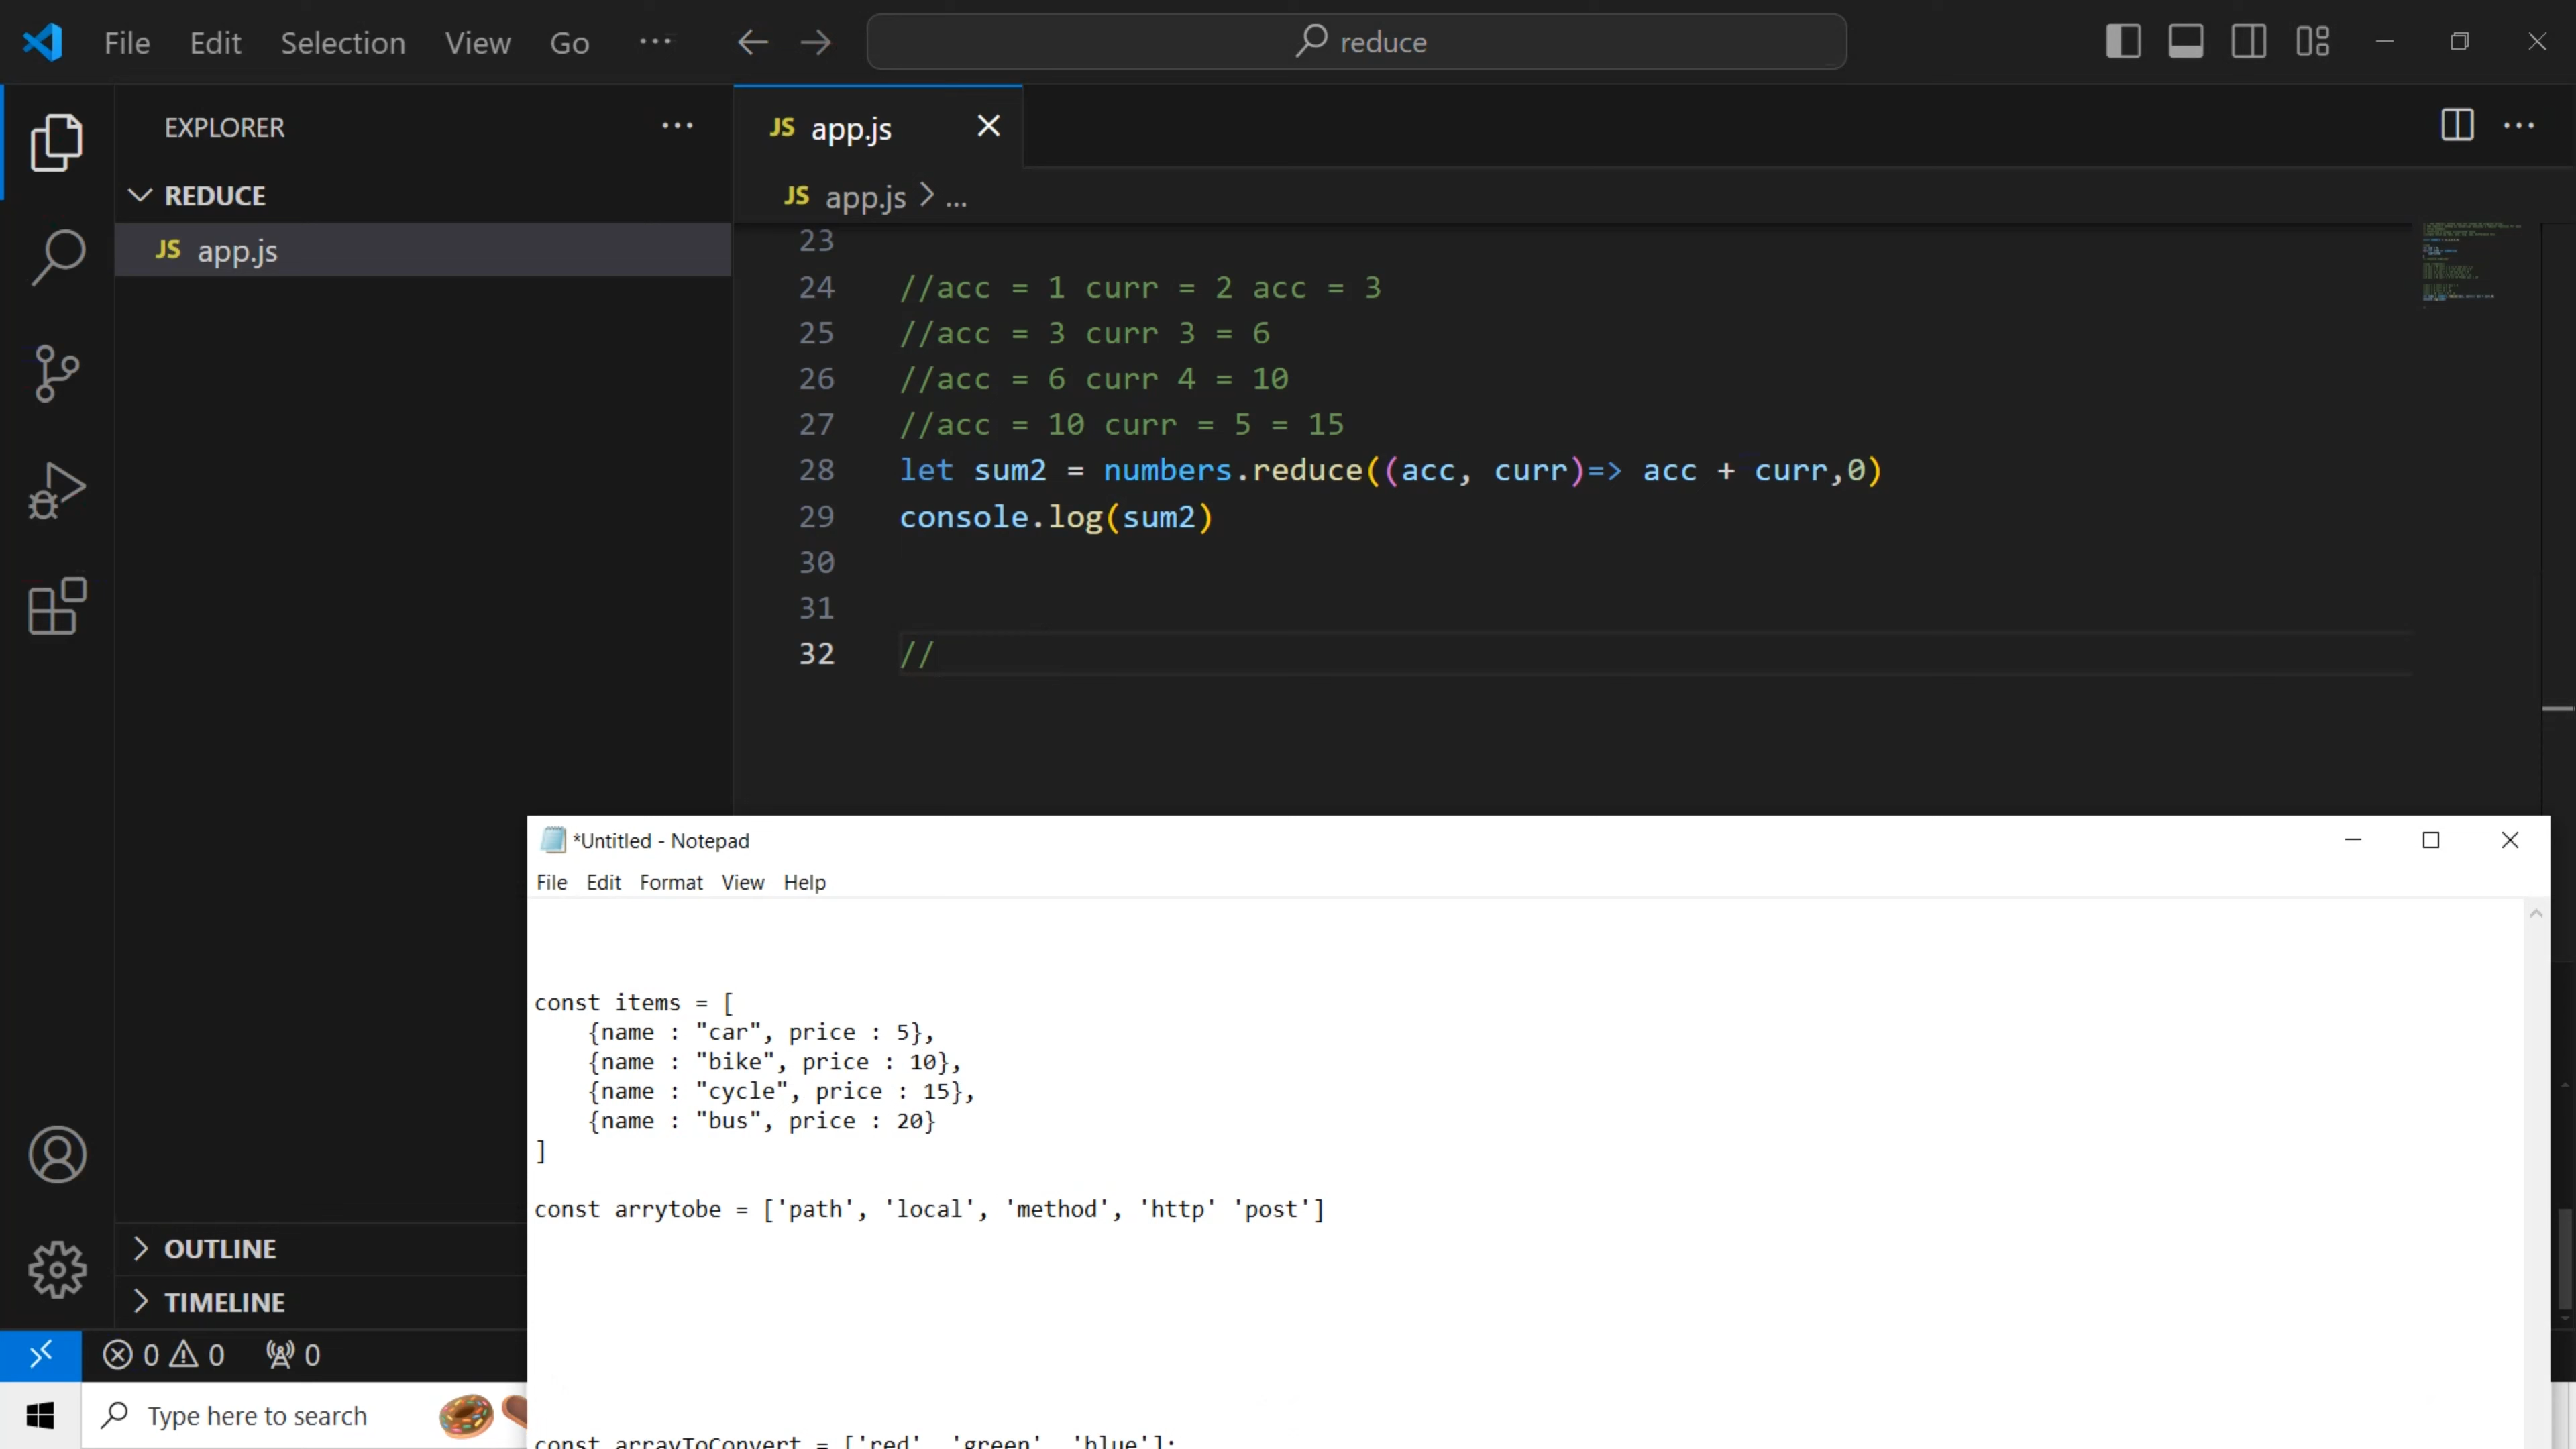 File Edit Selection View Go ... reduce
EXPLORER ...
REDUCE
JS app.js
JS app.js
JS app.js > ...
23
24 //acc = 1 curr = 2 acc = 3
25 //acc = 3 curr 3 = 6
26 //acc = 6 curr 4 = 10
27 //acc = 10 curr = 5 = 15
28 let sum2 = numbers.reduce((acc, curr)=> acc + curr,0)
29 console.log(sum2)
30
31
32 //
*Untitled - Notepad
File Edit Format View Help
const items = [
{name : "car", price : 5},
{name : "bike", price : 10},
{name : "cycle", price : 15},
{name : "bus", price : 20}
]
const arrytobe = ['path', 'local', 'method', 'http' 'post']
const arrayToConvert = ['red', 'green', 'blue'];
OUTLINE
TIMELINE
0 0 0
Type here to search